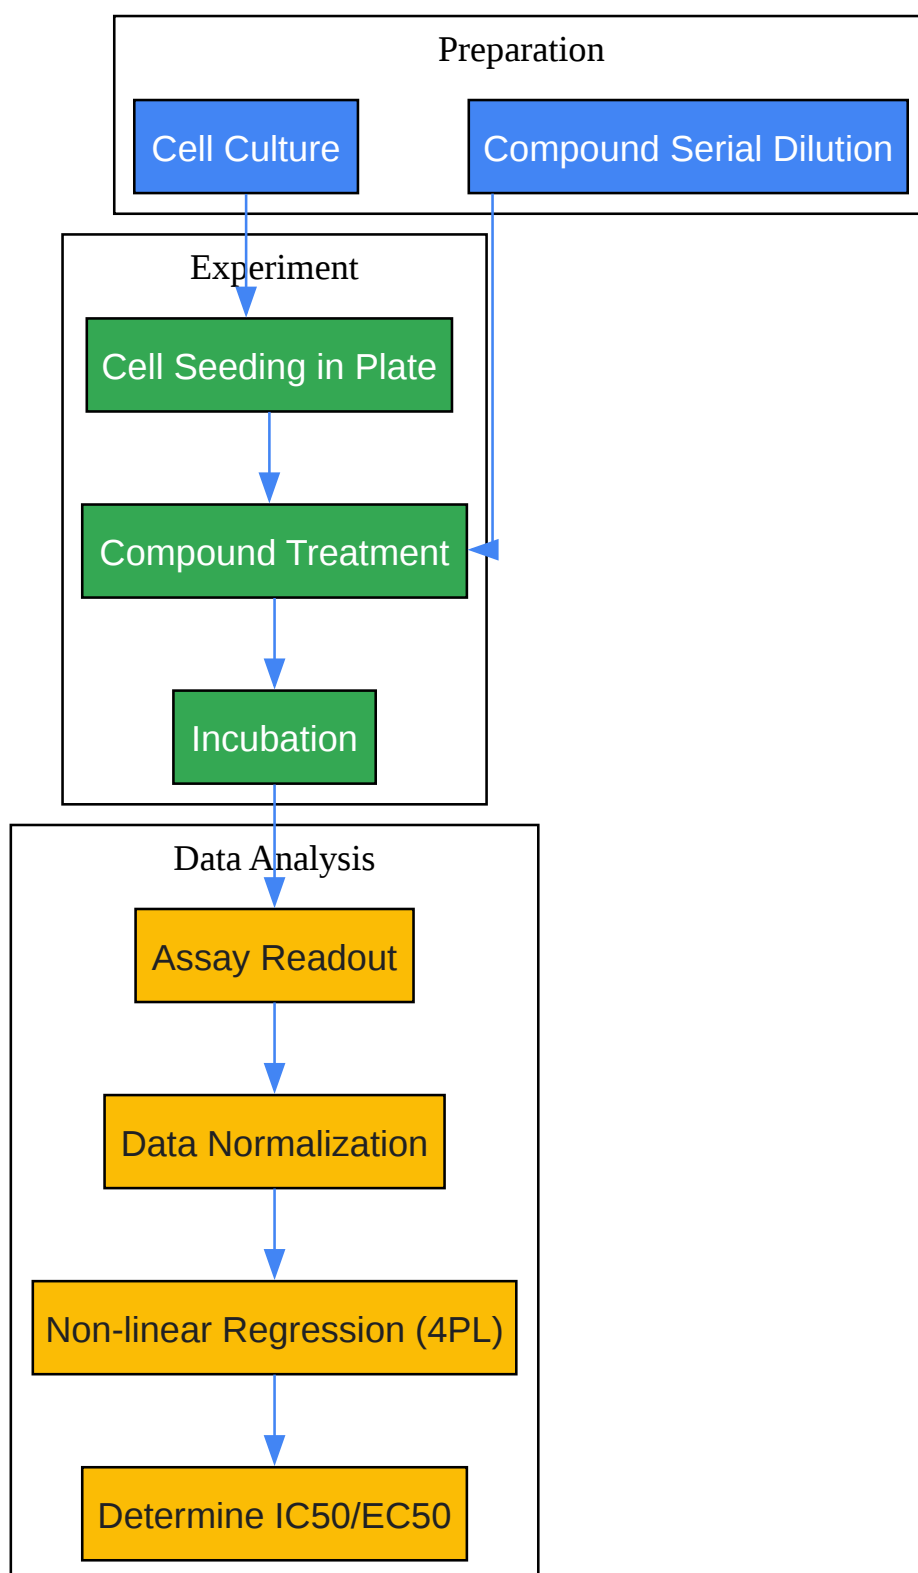 Preparation
Cell Culture
Compound Serial Dilution
Experiment
Cell Seeding in Plate
Compound Treatment
Incubation
Data Analysis
Assay Readout
Data Normalization
Non-linear Regression (4PL)
Determine IC50/EC50